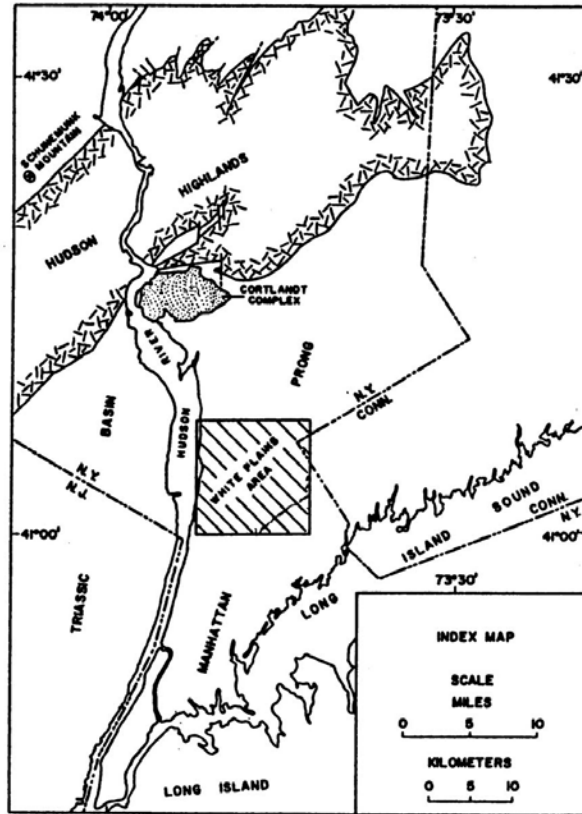 74°00'
73°30'
41°30'
41°30'
SCHUNEMUNK
MOUNTAIN
HIGHLANDS
HUDSON
CORTLANDT
COMPLEX
RIVER
PRONG
N.Y.
CONN.
BASIN
HUDSON
WHITE PLAINS
AREA
N.Y.
N.J.
ISLAND SOUND
CONN.
N.Y.
41°00'
41°00'
73°30'
TRIASSIC
MANHATTAN
LONG
INDEX MAP
SCALE
MILES
0 5 10
KILOMETERS
0 5 10
LONG ISLAND